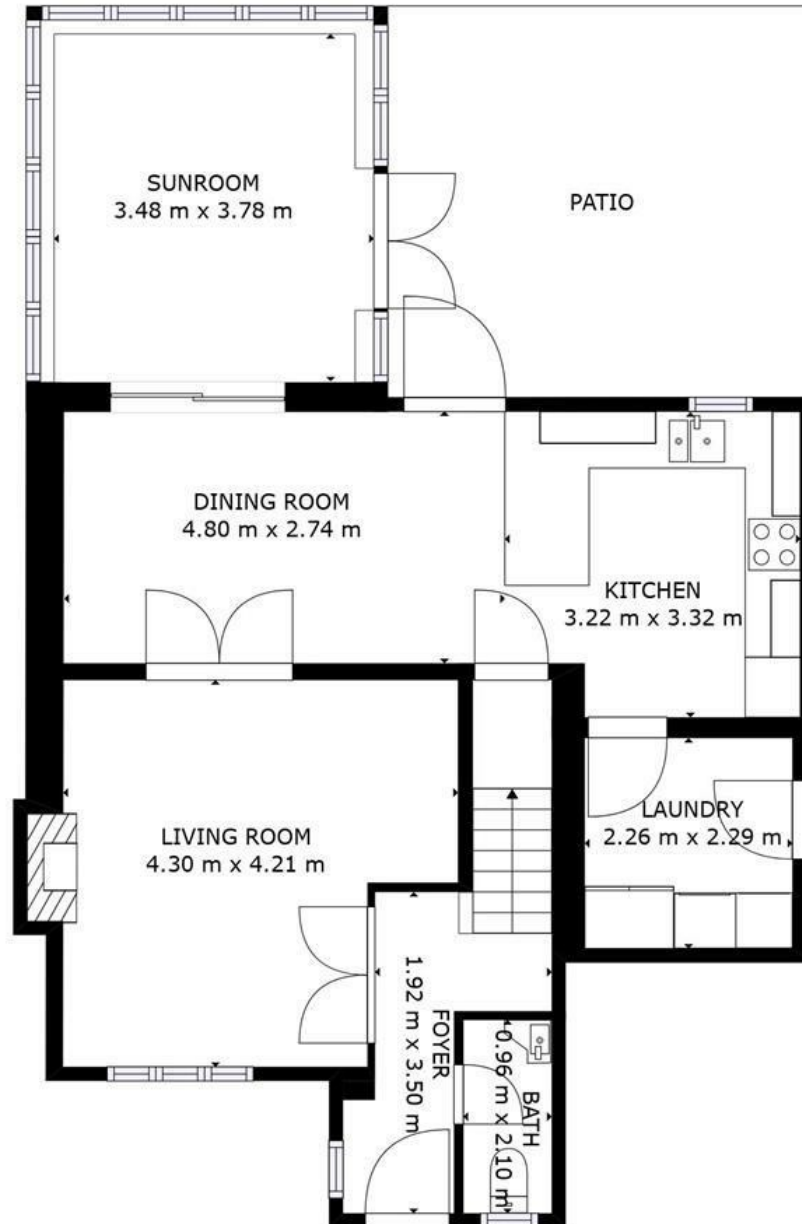 SUNROOM
3.48 m x 3.78 m
PATIO
DINING ROOM
4.80 m x 2.74 m
KITCHEN
3.22 m x 3.32 m
LIVING ROOM
4.30 m x 4.21 m
LAUNDRY
2.26 m x 2.29 m
FOYER
1.92 m x 3.50 m
BATH
0.96 m x 2.10 m